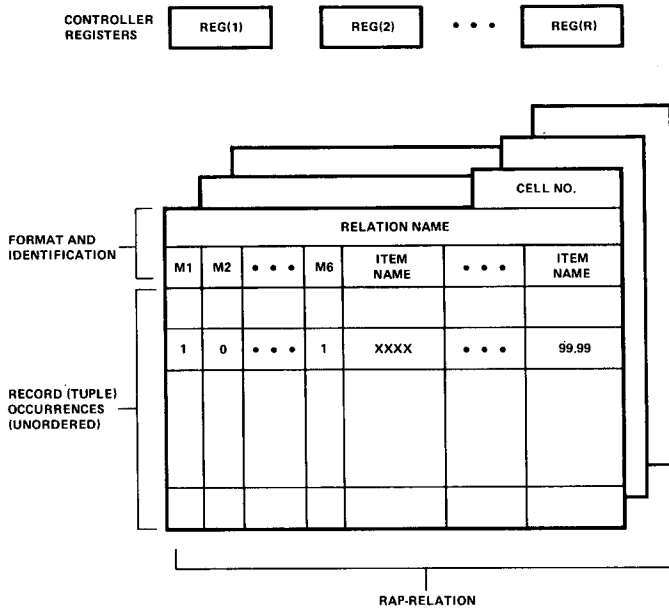 CONTROLLER
REGISTERS
REG(1) REG(2) • • • REG(R)
CELL NO.
RELATION NAME
FORMAT AND
IDENTIFICATION
M1 M2 • • • M6 ITEM NAME • • • ITEM NAME
1 0 • • • 1 XXXX • • • 99.99
RECORD (TUPLE)
OCCURRENCES
(UNORDERED)
RAP-RELATION